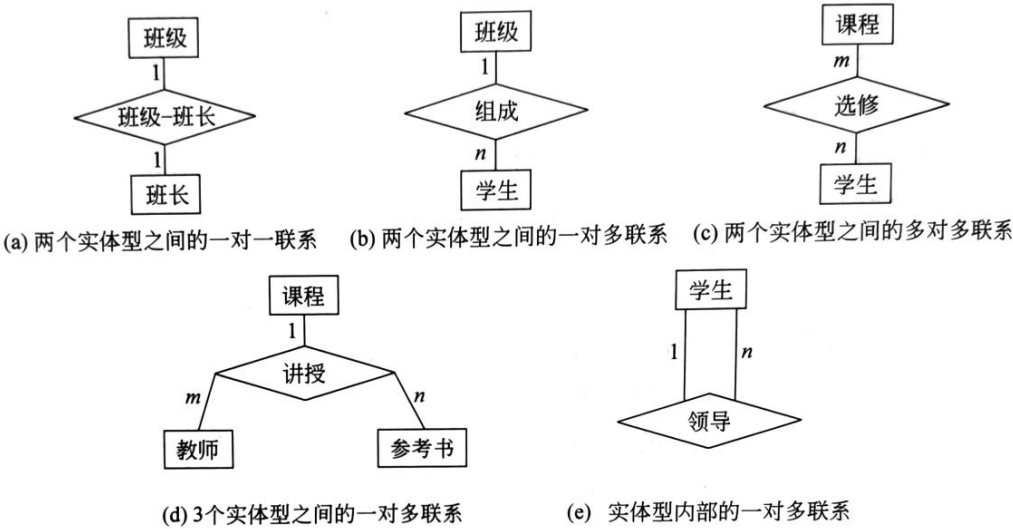 班级
1
班级-班长
1
班长
(a) 两个实体型之间的一对一联系
班级
1
组成
n
学生
(b) 两个实体型之间的一对多联系
课程
m
选修
n
学生
(c) 两个实体型之间的多对多联系
课程
1
讲授
m
n
教师
参考书
(d) 3个实体型之间的一对多联系
学生
1
n
领导
(e) 实体型内部的一对多联系